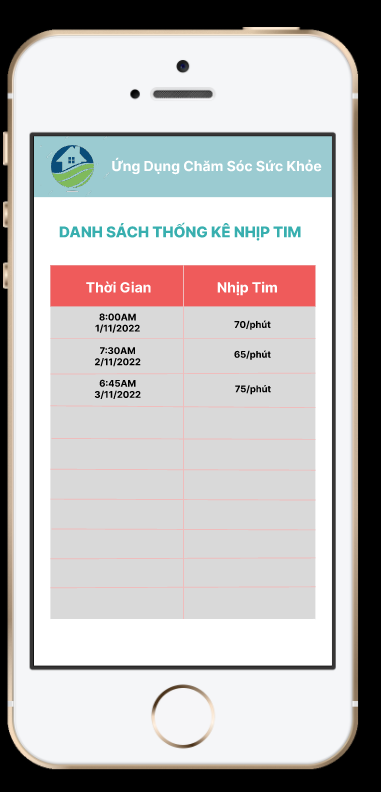 Ứng Dụng Chăm Sóc Sức Khỏe
DANH SÁCH THỐNG KÊ NHỊP TIM
Thời Gian Nhịp Tim
8:00AM
1/11/2022
70/phút
7:30AM
2/11/2022
65/phút
6:45AM
3/11/2022
75/phút